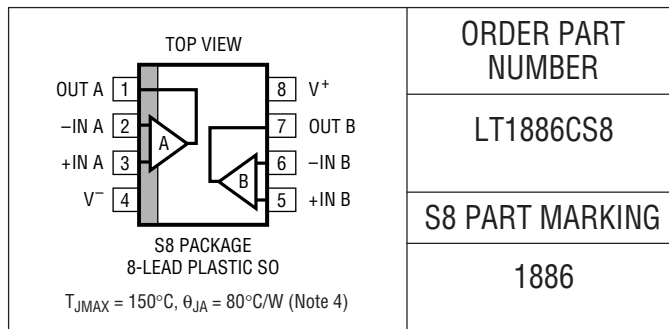 TOP VIEW
OUT A 1
–IN A 2
+IN A 3
V– 4
8 V+
7 OUT B
6 –IN B
5 +IN B
A
B
S8 PACKAGE
8-LEAD PLASTIC SO
TJMAX = 150°C, θJA = 80°C/W (Note 4)
ORDER PART
NUMBER
LT1886CS8
S8 PART MARKING
1886